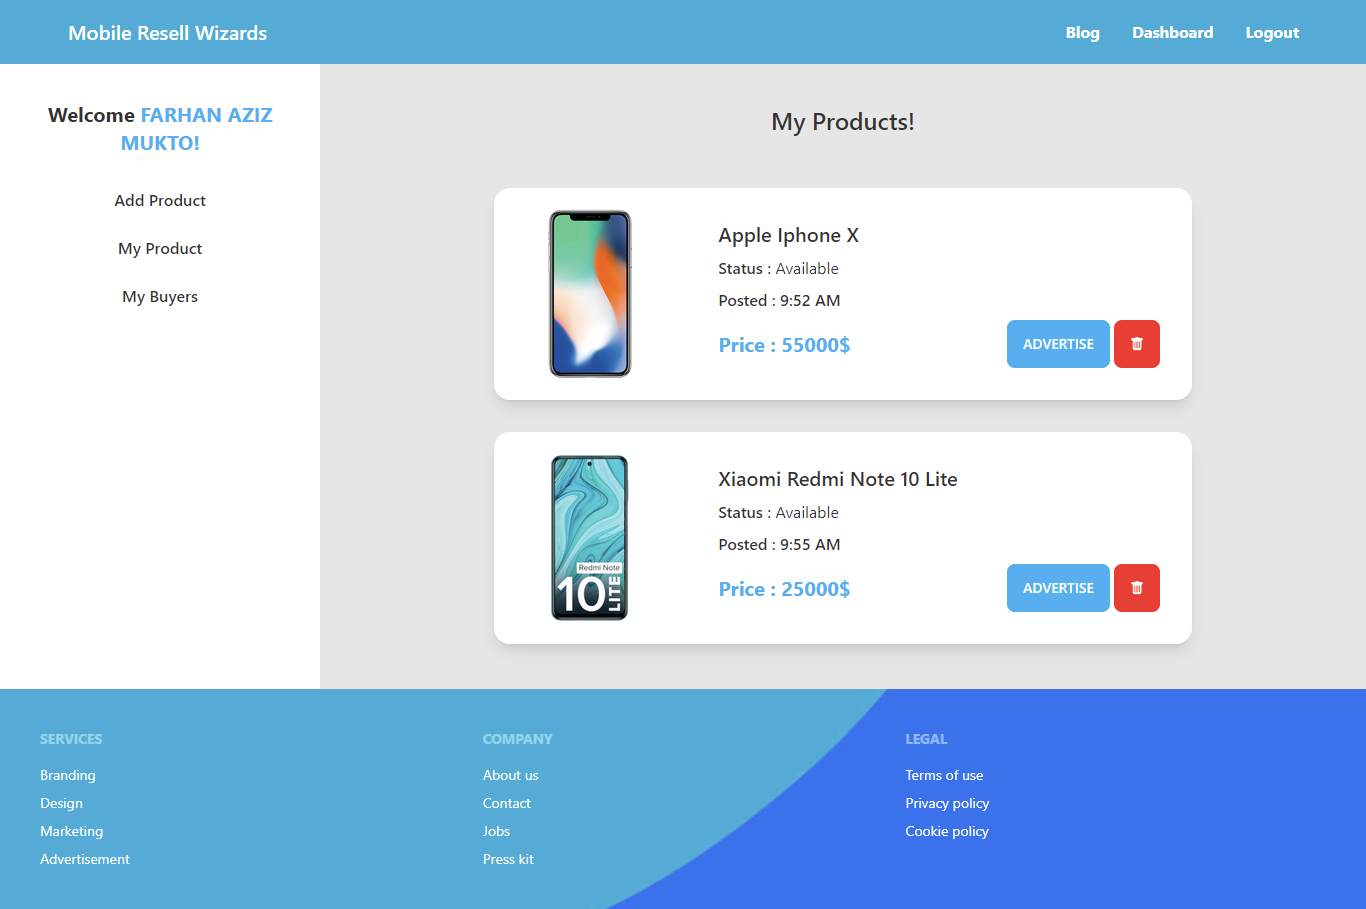 Mobile Resell Wizards
Blog
Dashboard
Logout
Welcome FARHAN AZIZ
MUKTO!
Add Product
My Product
My Buyers
My Products!
Apple Iphone X
Status : Available
Posted : 9:52 AM
Price : 55000$
ADVERTISE
Redmi Note
10 LITE
Xiaomi Redmi Note 10 Lite
Status : Available
Posted : 9:55 AM
Price : 25000$
ADVERTISE
SERVICES
Branding
Design
Marketing
Advertisement
COMPANY
About us
Contact
Jobs
Press kit
LEGAL
Terms of use
Privacy policy
Cookie policy